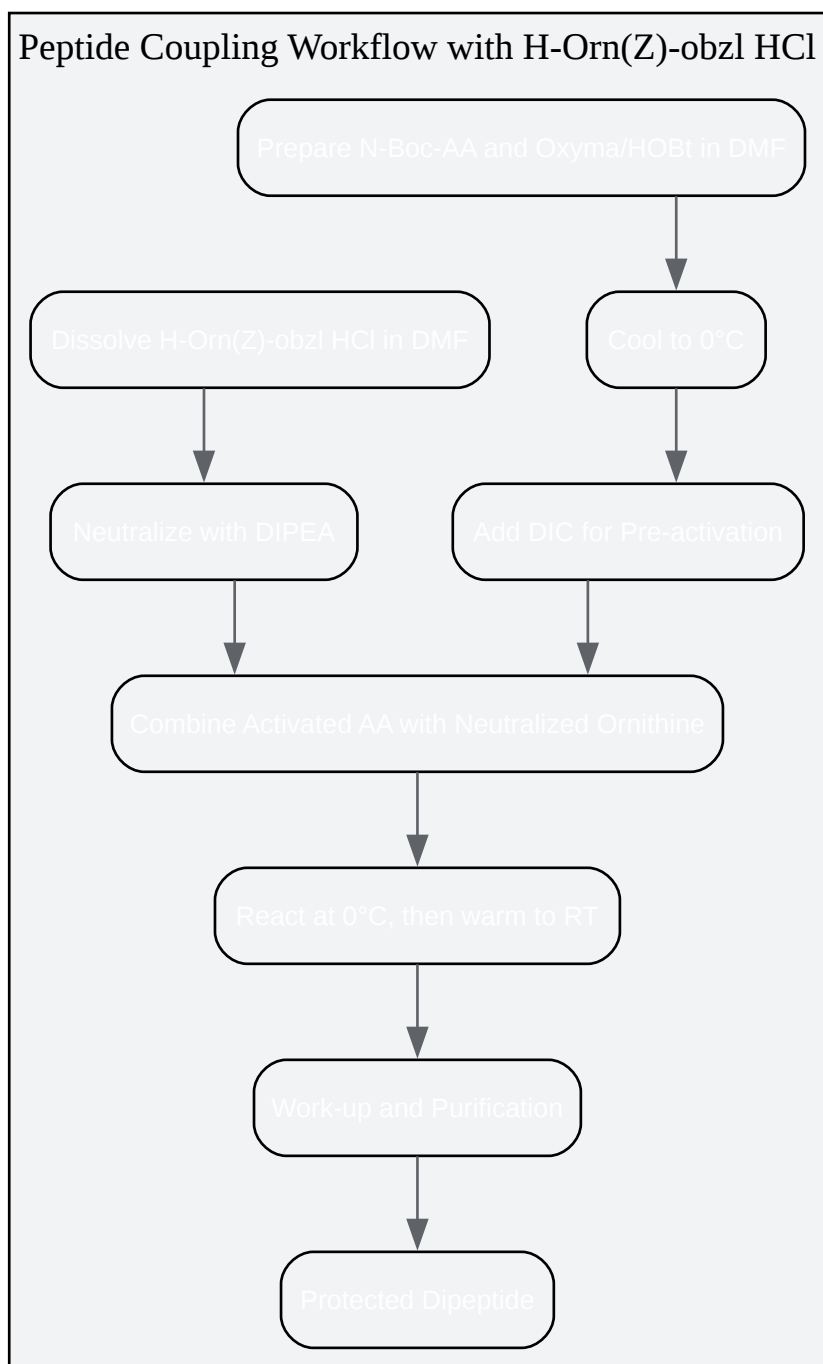 Peptide Coupling Workflow with H-Orn(Z)-obzl HCl
Prepare N-Boc-AA and Oxyma/HOBt in DMF
Dissolve H-Orn(Z)-obzl HCl in DMF
Cool to 0°C
Neutralize with DIPEA
Add DIC for Pre-activation
Combine Activated AA with Neutralized Ornithine
React at 0°C, then warm to RT
Work-up and Purification
Protected Dipeptide